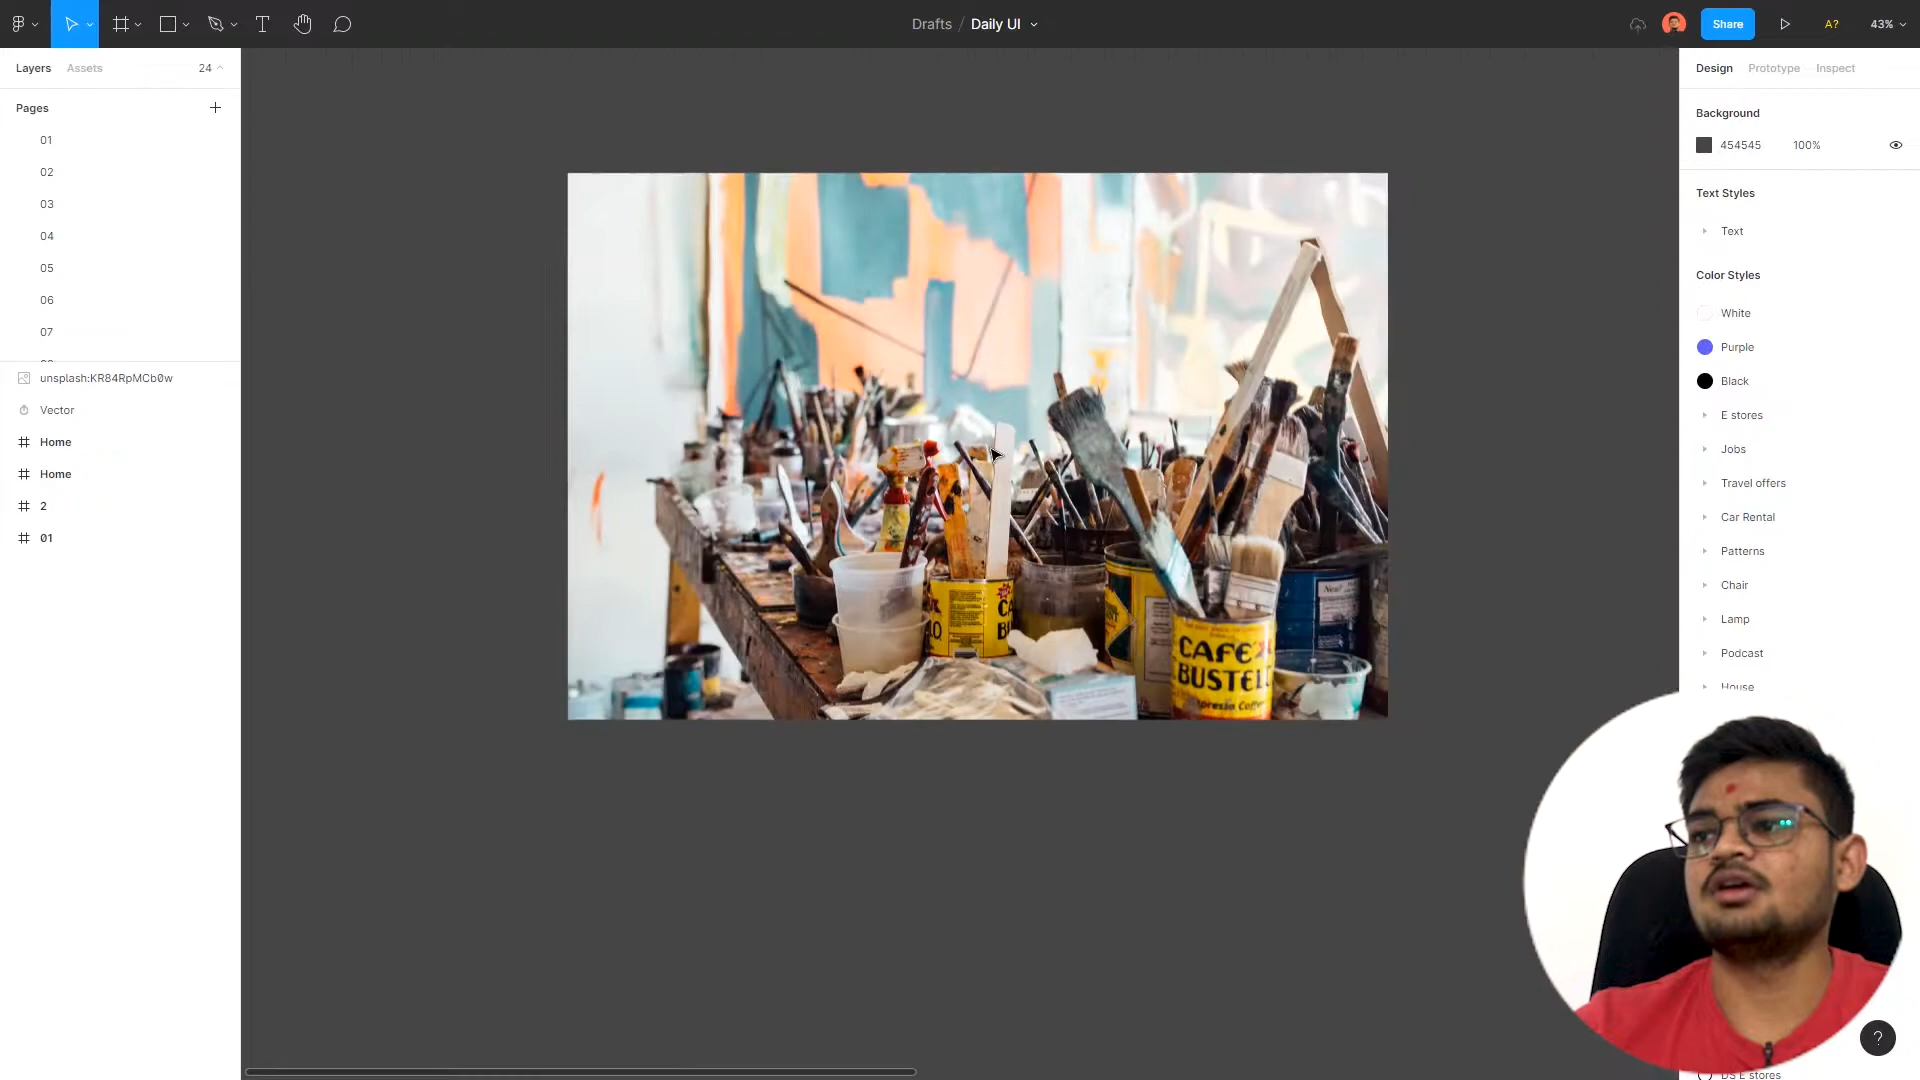 Drafts / Daily UI
Share
A?
43%
Layers
Assets
24
Pages
01
02
03
04
05
06
07
unsplash:KR84RpMCb0w
Vector
Home
Home
2
01
CAFE
BUSTEL
Espresso Coffee
Design
Prototype
Inspect
Background
454545
100%
Text Styles
Text
Color Styles
White
Purple
Black
E stores
Jobs
Travel offers
Car Rental
Patterns
Chair
Lamp
Podcast
House
DS E stores
?